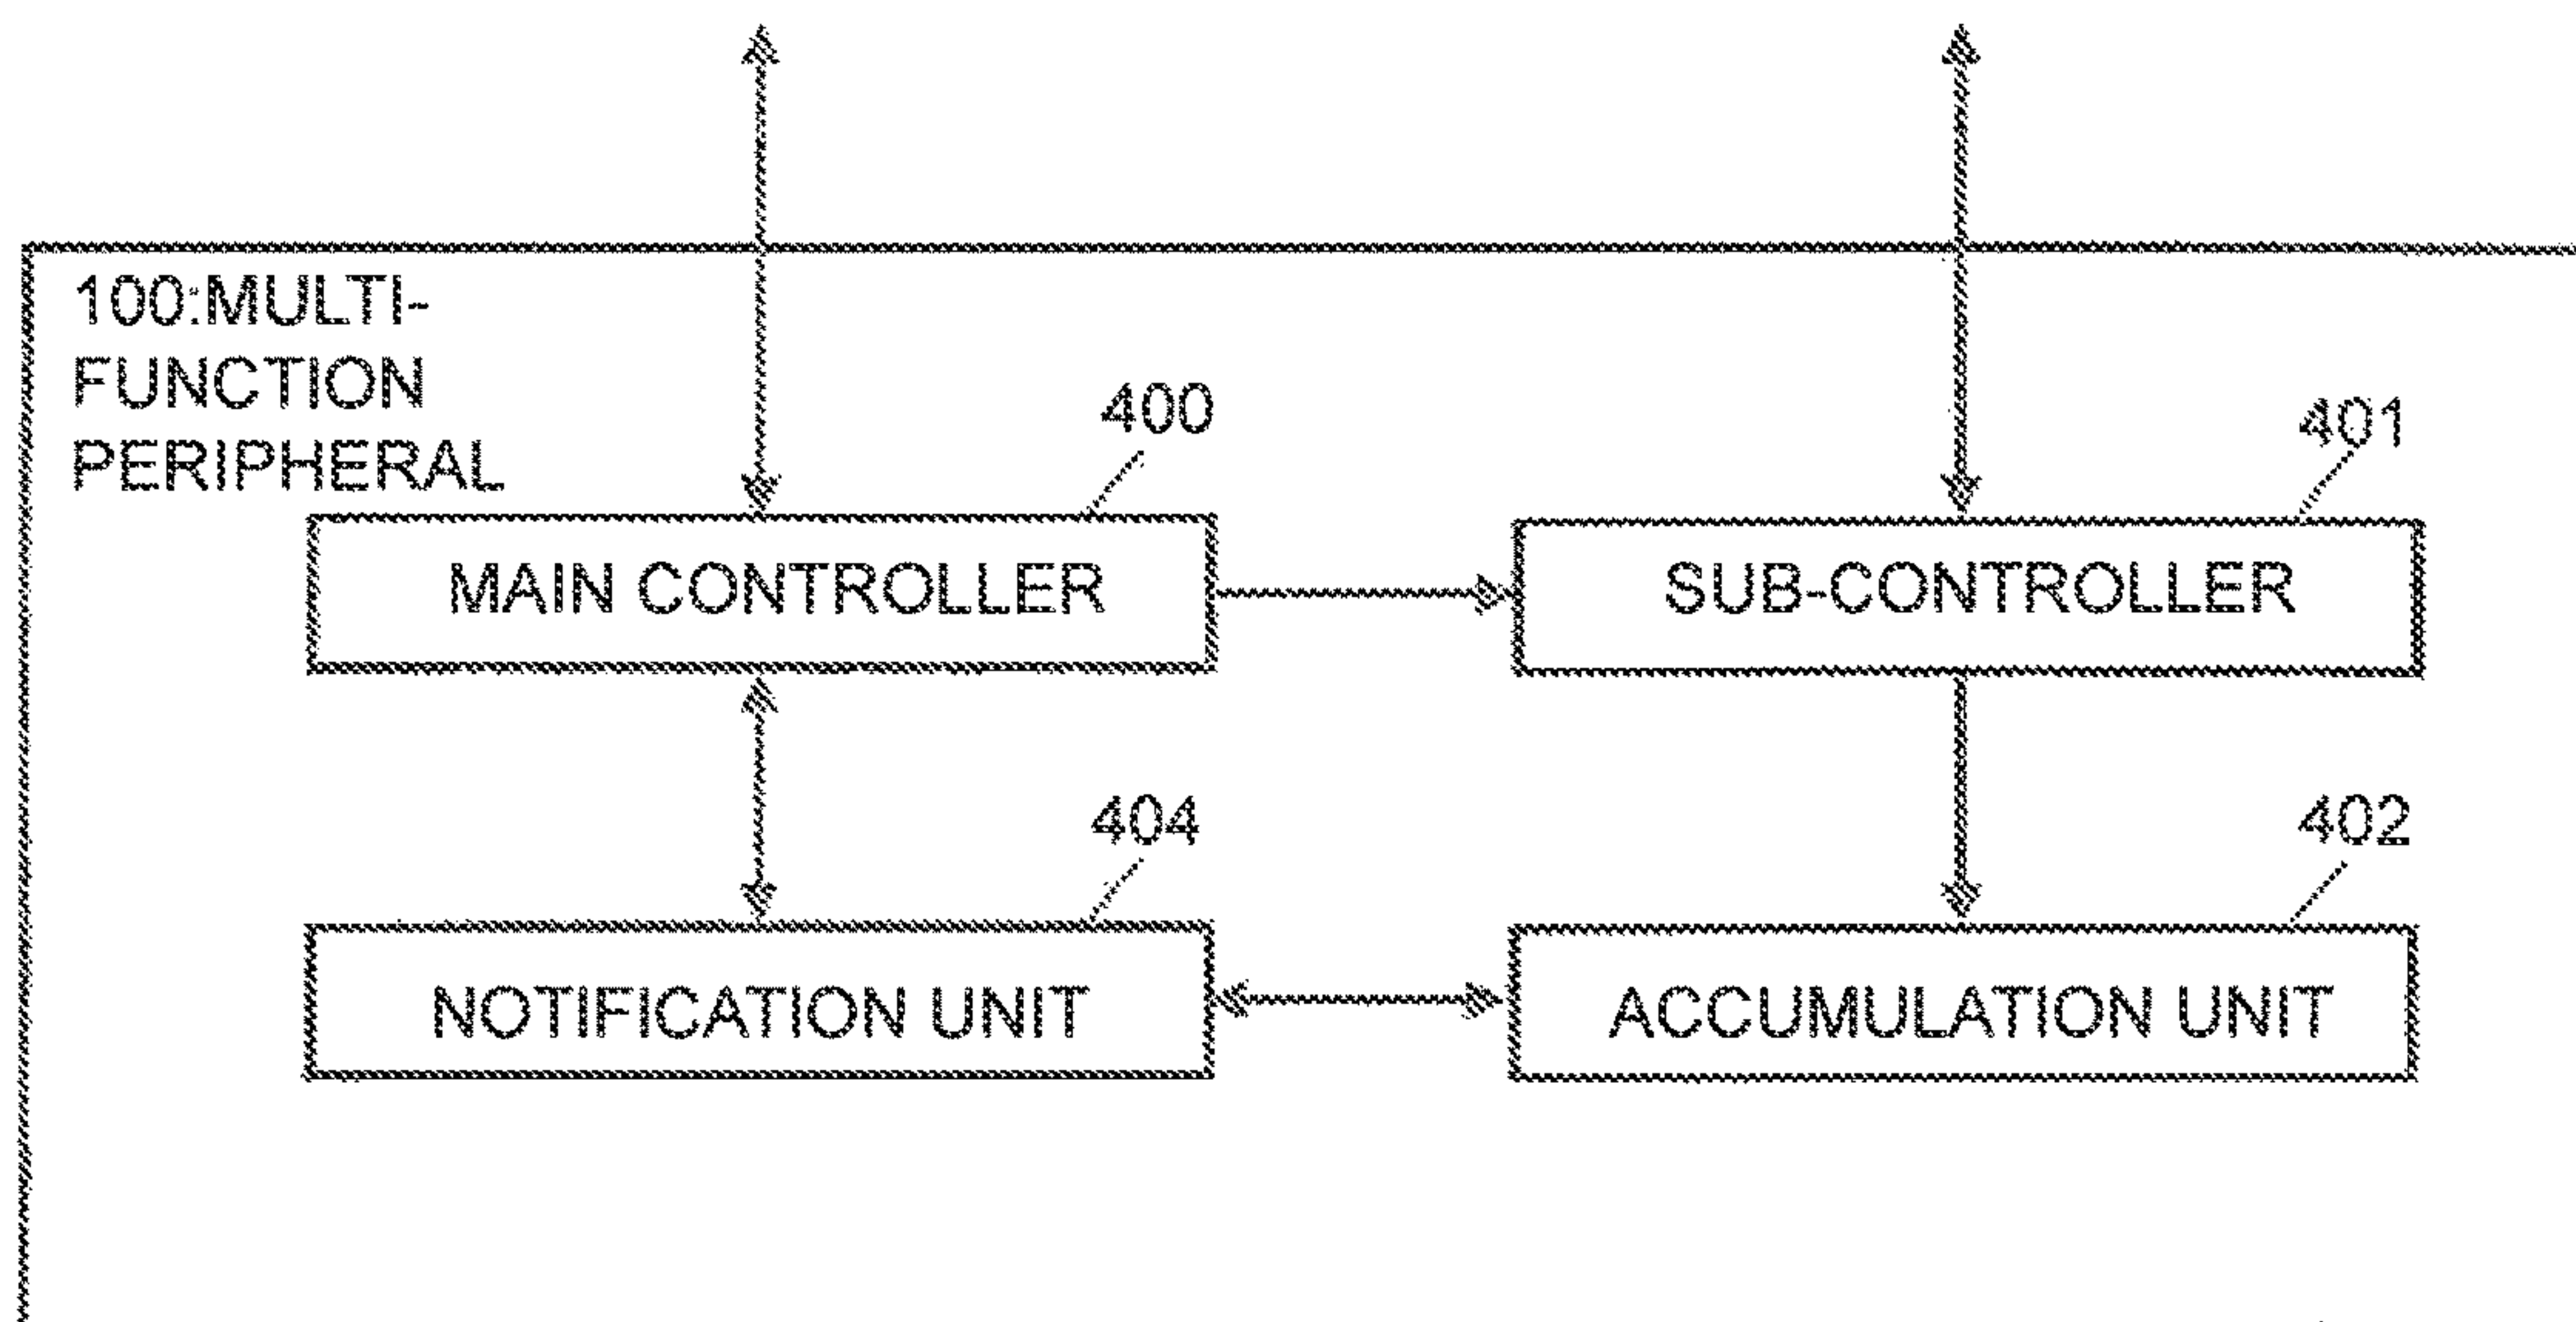 100:MULTI-
FUNCTION
PERIPHERAL
400
401
MAIN CONTROLLER
SUB-CONTROLLER
404
402
NOTIFICATION UNIT
ACCUMULATION UNIT